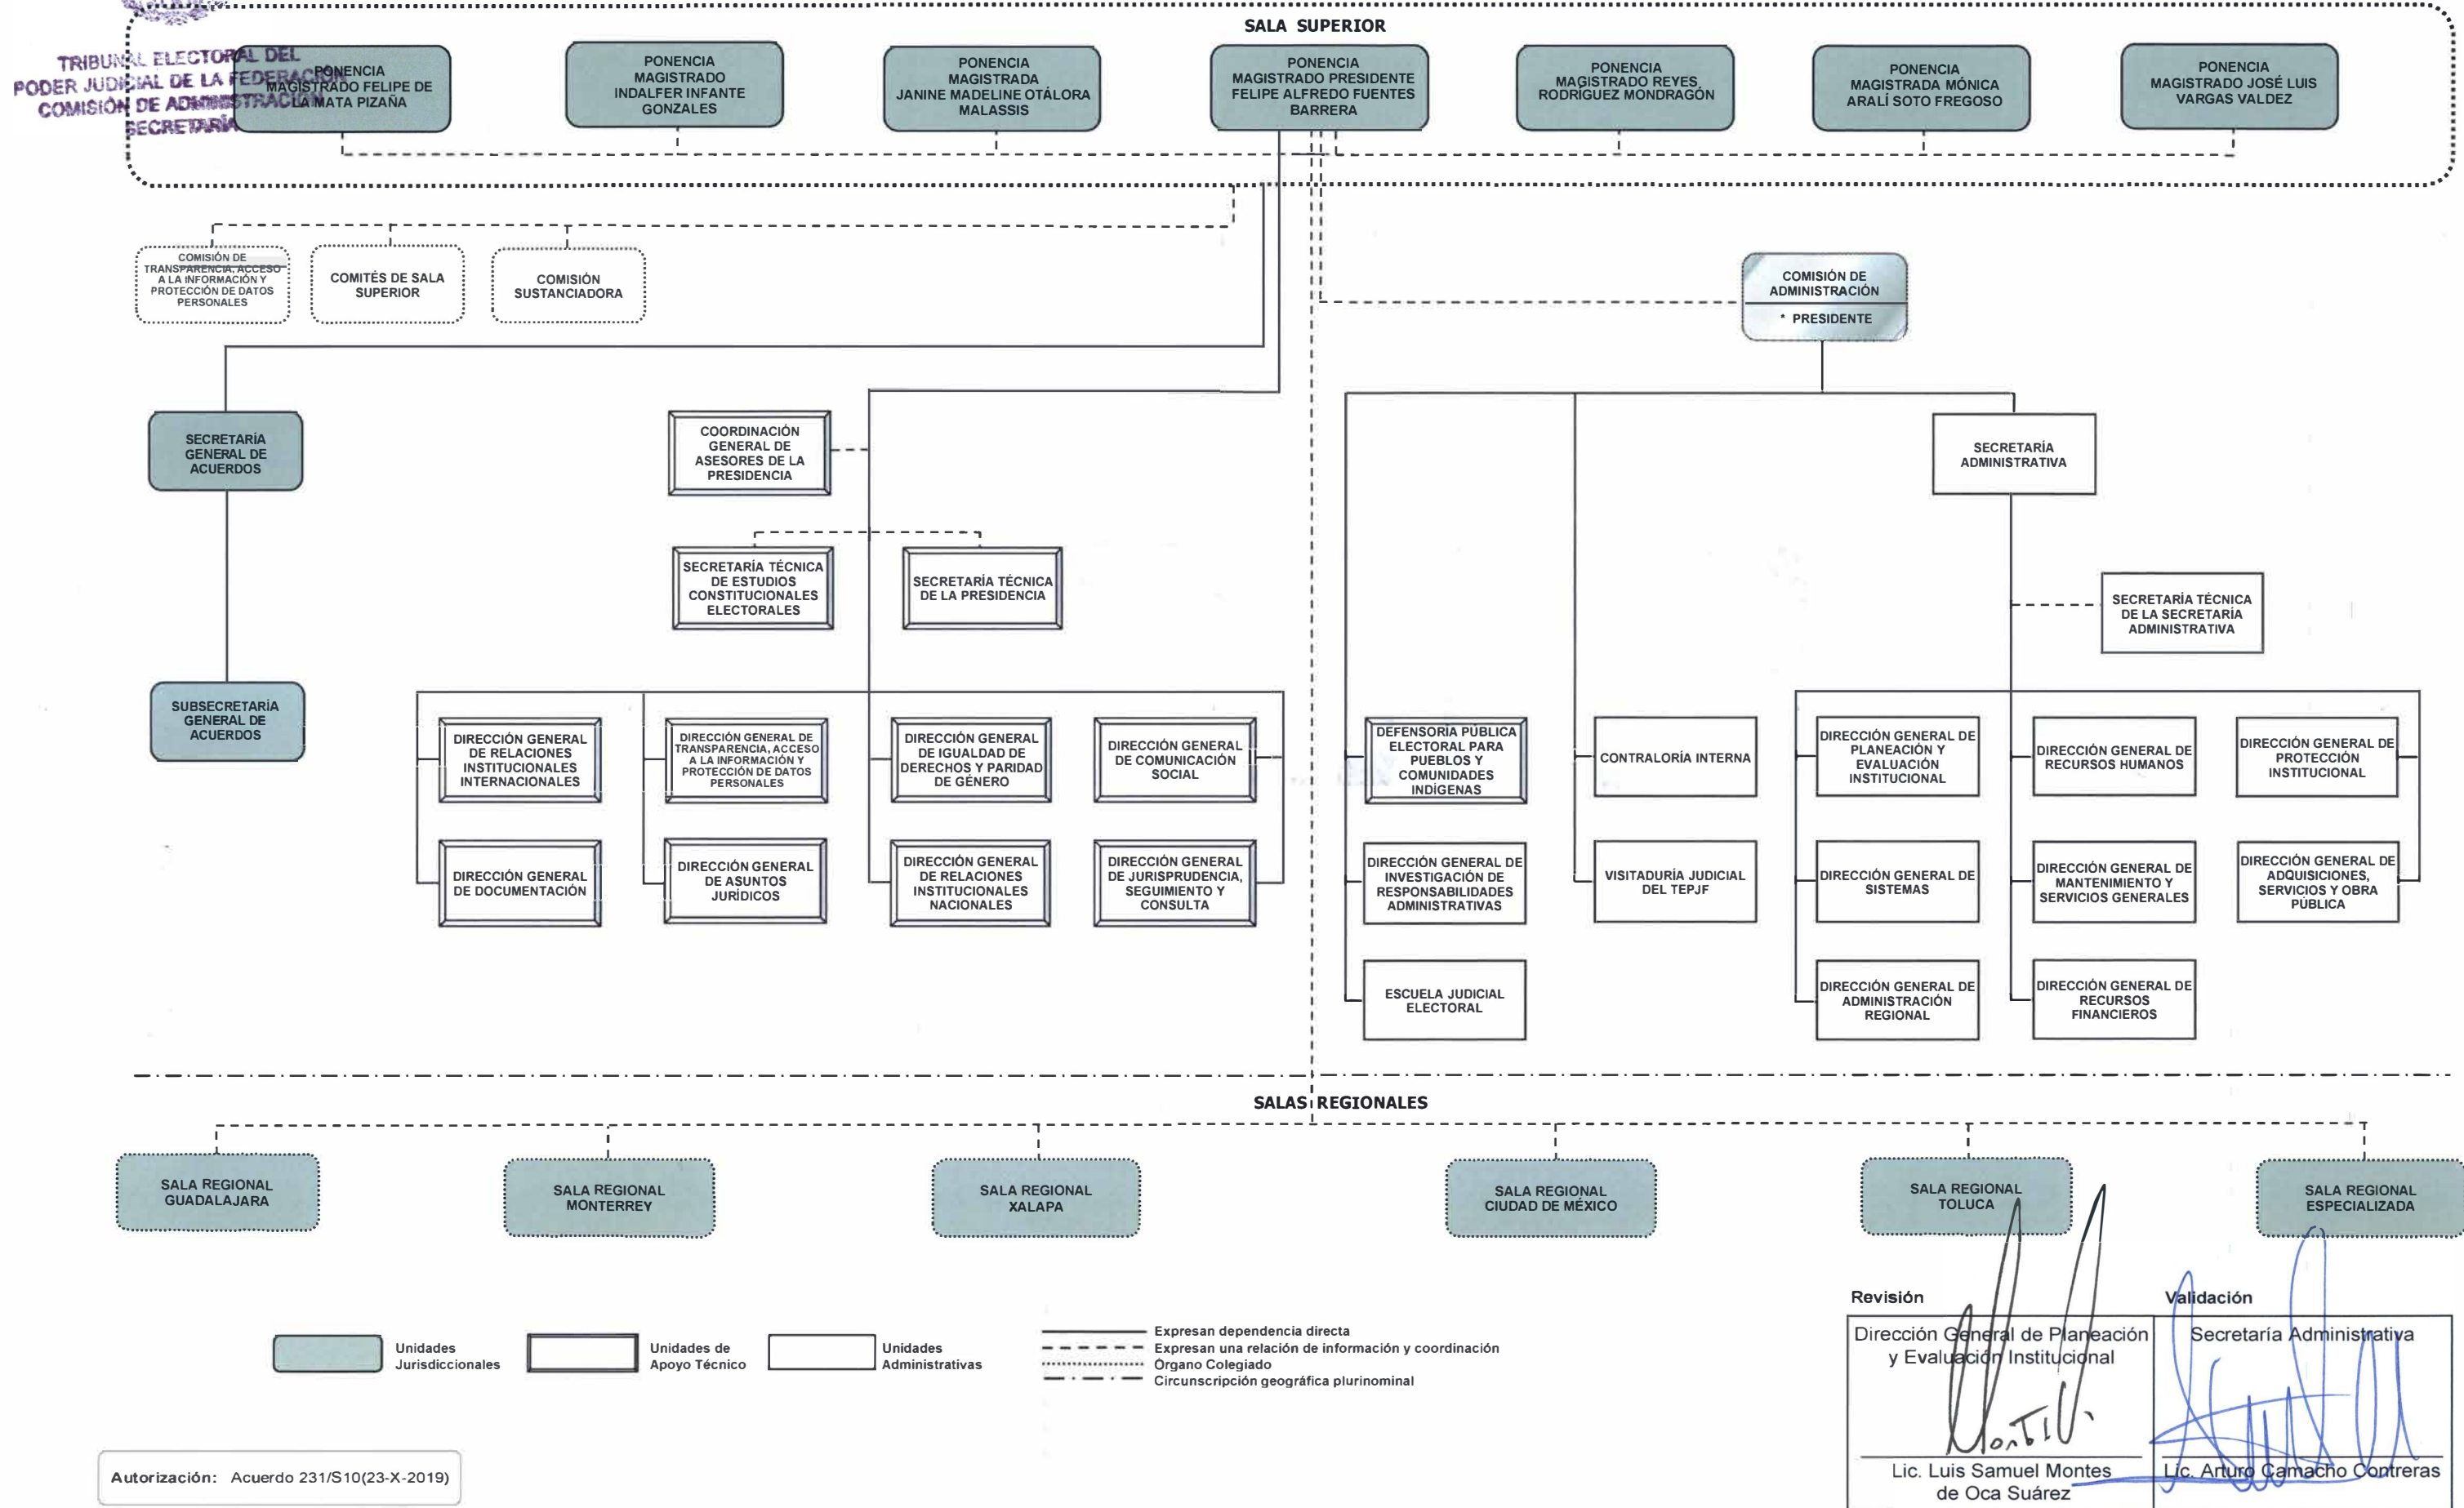 SALA SUPERIOR
TRIBUNAL ELECTORAL DEL
PODER JUDICIAL DE LA FEDERACIÓN
COMISIÓN DE ADMINISTRACIÓN
SECRETARÍA
PONENCIA
MAGISTRADO FELIPE DE
LA MATA PIZAÑA
PONENCIA
MAGISTRADO
INDALFER INFANTE
GONZALES
PONENCIA
MAGISTRADA
JANINE MADELINE OTÁLORA
MALASSIS
PONENCIA
MAGISTRADO PRESIDENTE
FELIPE ALFREDO FUENTES
BARRERA
PONENCIA
MAGISTRADO REYES
RODRÍGUEZ MONDRAGÓN
PONENCIA
MAGISTRADA MÓNICA
ARALÍ SOTO FREGOSO
PONENCIA
MAGISTRADO JOSÉ LUIS
VARGAS VALDEZ
COMISIÓN DE
TRANSPARENCIA, ACCESO
A LA INFORMACIÓN Y
PROTECCIÓN DE DATOS
PERSONALES
COMITÉS DE SALA
SUPERIOR
COMISIÓN
SUSTANCIADORA
COMISIÓN DE
ADMINISTRACIÓN
* PRESIDENTE
SECRETARÍA
GENERAL DE
ACUERDOS
COORDINACIÓN
GENERAL DE
ASESORES DE LA
PRESIDENCIA
SECRETARÍA
ADMINISTRATIVA
SECRETARÍA TÉCNICA
DE ESTUDIOS
CONSTITUCIONALES
ELECTORALES
SECRETARÍA TÉCNICA
DE LA PRESIDENCIA
SECRETARÍA TÉCNICA
DE LA SECRETARÍA
ADMINISTRATIVA
SUBSECRETARÍA
GENERAL DE
ACUERDOS
DIRECCIÓN GENERAL
DE RELACIONES
INSTITUCIONALES
INTERNACIONALES
DIRECCIÓN GENERAL DE
TRANSPARENCIA, ACCESO
A LA INFORMACIÓN Y
PROTECCIÓN DE DATOS
PERSONALES
DIRECCIÓN GENERAL
DE IGUALDAD DE
DERECHOS Y PARIDAD
DE GÉNERO
DIRECCIÓN GENERAL
DE COMUNICACIÓN
SOCIAL
DEFENSORÍA PÚBLICA
ELECTORAL PARA
PUEBLOS Y
COMUNIDADES
INDÍGENAS
CONTRALORÍA INTERNA
DIRECCIÓN GENERAL DE
PLANEACIÓN Y
EVALUACIÓN
INSTITUCIONAL
DIRECCIÓN GENERAL DE
RECURSOS HUMANOS
DIRECCIÓN GENERAL DE
PROTECCIÓN
INSTITUCIONAL
DIRECCIÓN GENERAL
DE DOCUMENTACIÓN
DIRECCIÓN GENERAL
DE ASUNTOS
JURÍDICOS
DIRECCIÓN GENERAL
DE RELACIONES
INSTITUCIONALES
NACIONALES
DIRECCIÓN GENERAL
DE JURISPRUDENCIA,
SEGUIMIENTO Y
CONSULTA
DIRECCIÓN GENERAL DE
INVESTIGACIÓN DE
RESPONSABILIDADES
ADMINISTRATIVAS
VISITADURÍA JUDICIAL
DEL TEPJF
DIRECCIÓN GENERAL DE
SISTEMAS
DIRECCIÓN GENERAL DE
MANTENIMIENTO Y
SERVICIOS GENERALES
DIRECCIÓN GENERAL DE
ADQUISICIONES,
SERVICIOS Y OBRA
PÚBLICA
ESCUELA JUDICIAL
ELECTORAL
DIRECCIÓN GENERAL DE
ADMINISTRACIÓN
REGIONAL
DIRECCIÓN GENERAL DE
RECURSOS
FINANCIEROS
SALAS REGIONALES
SALA REGIONAL
GUADALAJARA
SALA REGIONAL
MONTERREY
SALA REGIONAL
XALAPA
SALA REGIONAL
CIUDAD DE MÉXICO
SALA REGIONAL
TOLUCA
SALA REGIONAL
ESPECIALIZADA
Unidades
Jurisdiccionales
Unidades de
Apoyo Técnico
Unidades
Administrativas
Expresan dependencia directa
Expresan una relación de información y coordinación
Órgano Colegiado
Circunscripción geográfica plurinominal
Revisión
Dirección General de Planeación
y Evaluación Institucional
Lic. Luis Samuel Montes
de Oca Suárez
Validación
Secretaría Administrativa
Lic. Arturo Camacho Contreras
Autorización: Acuerdo 231/S10(23-X-2019)